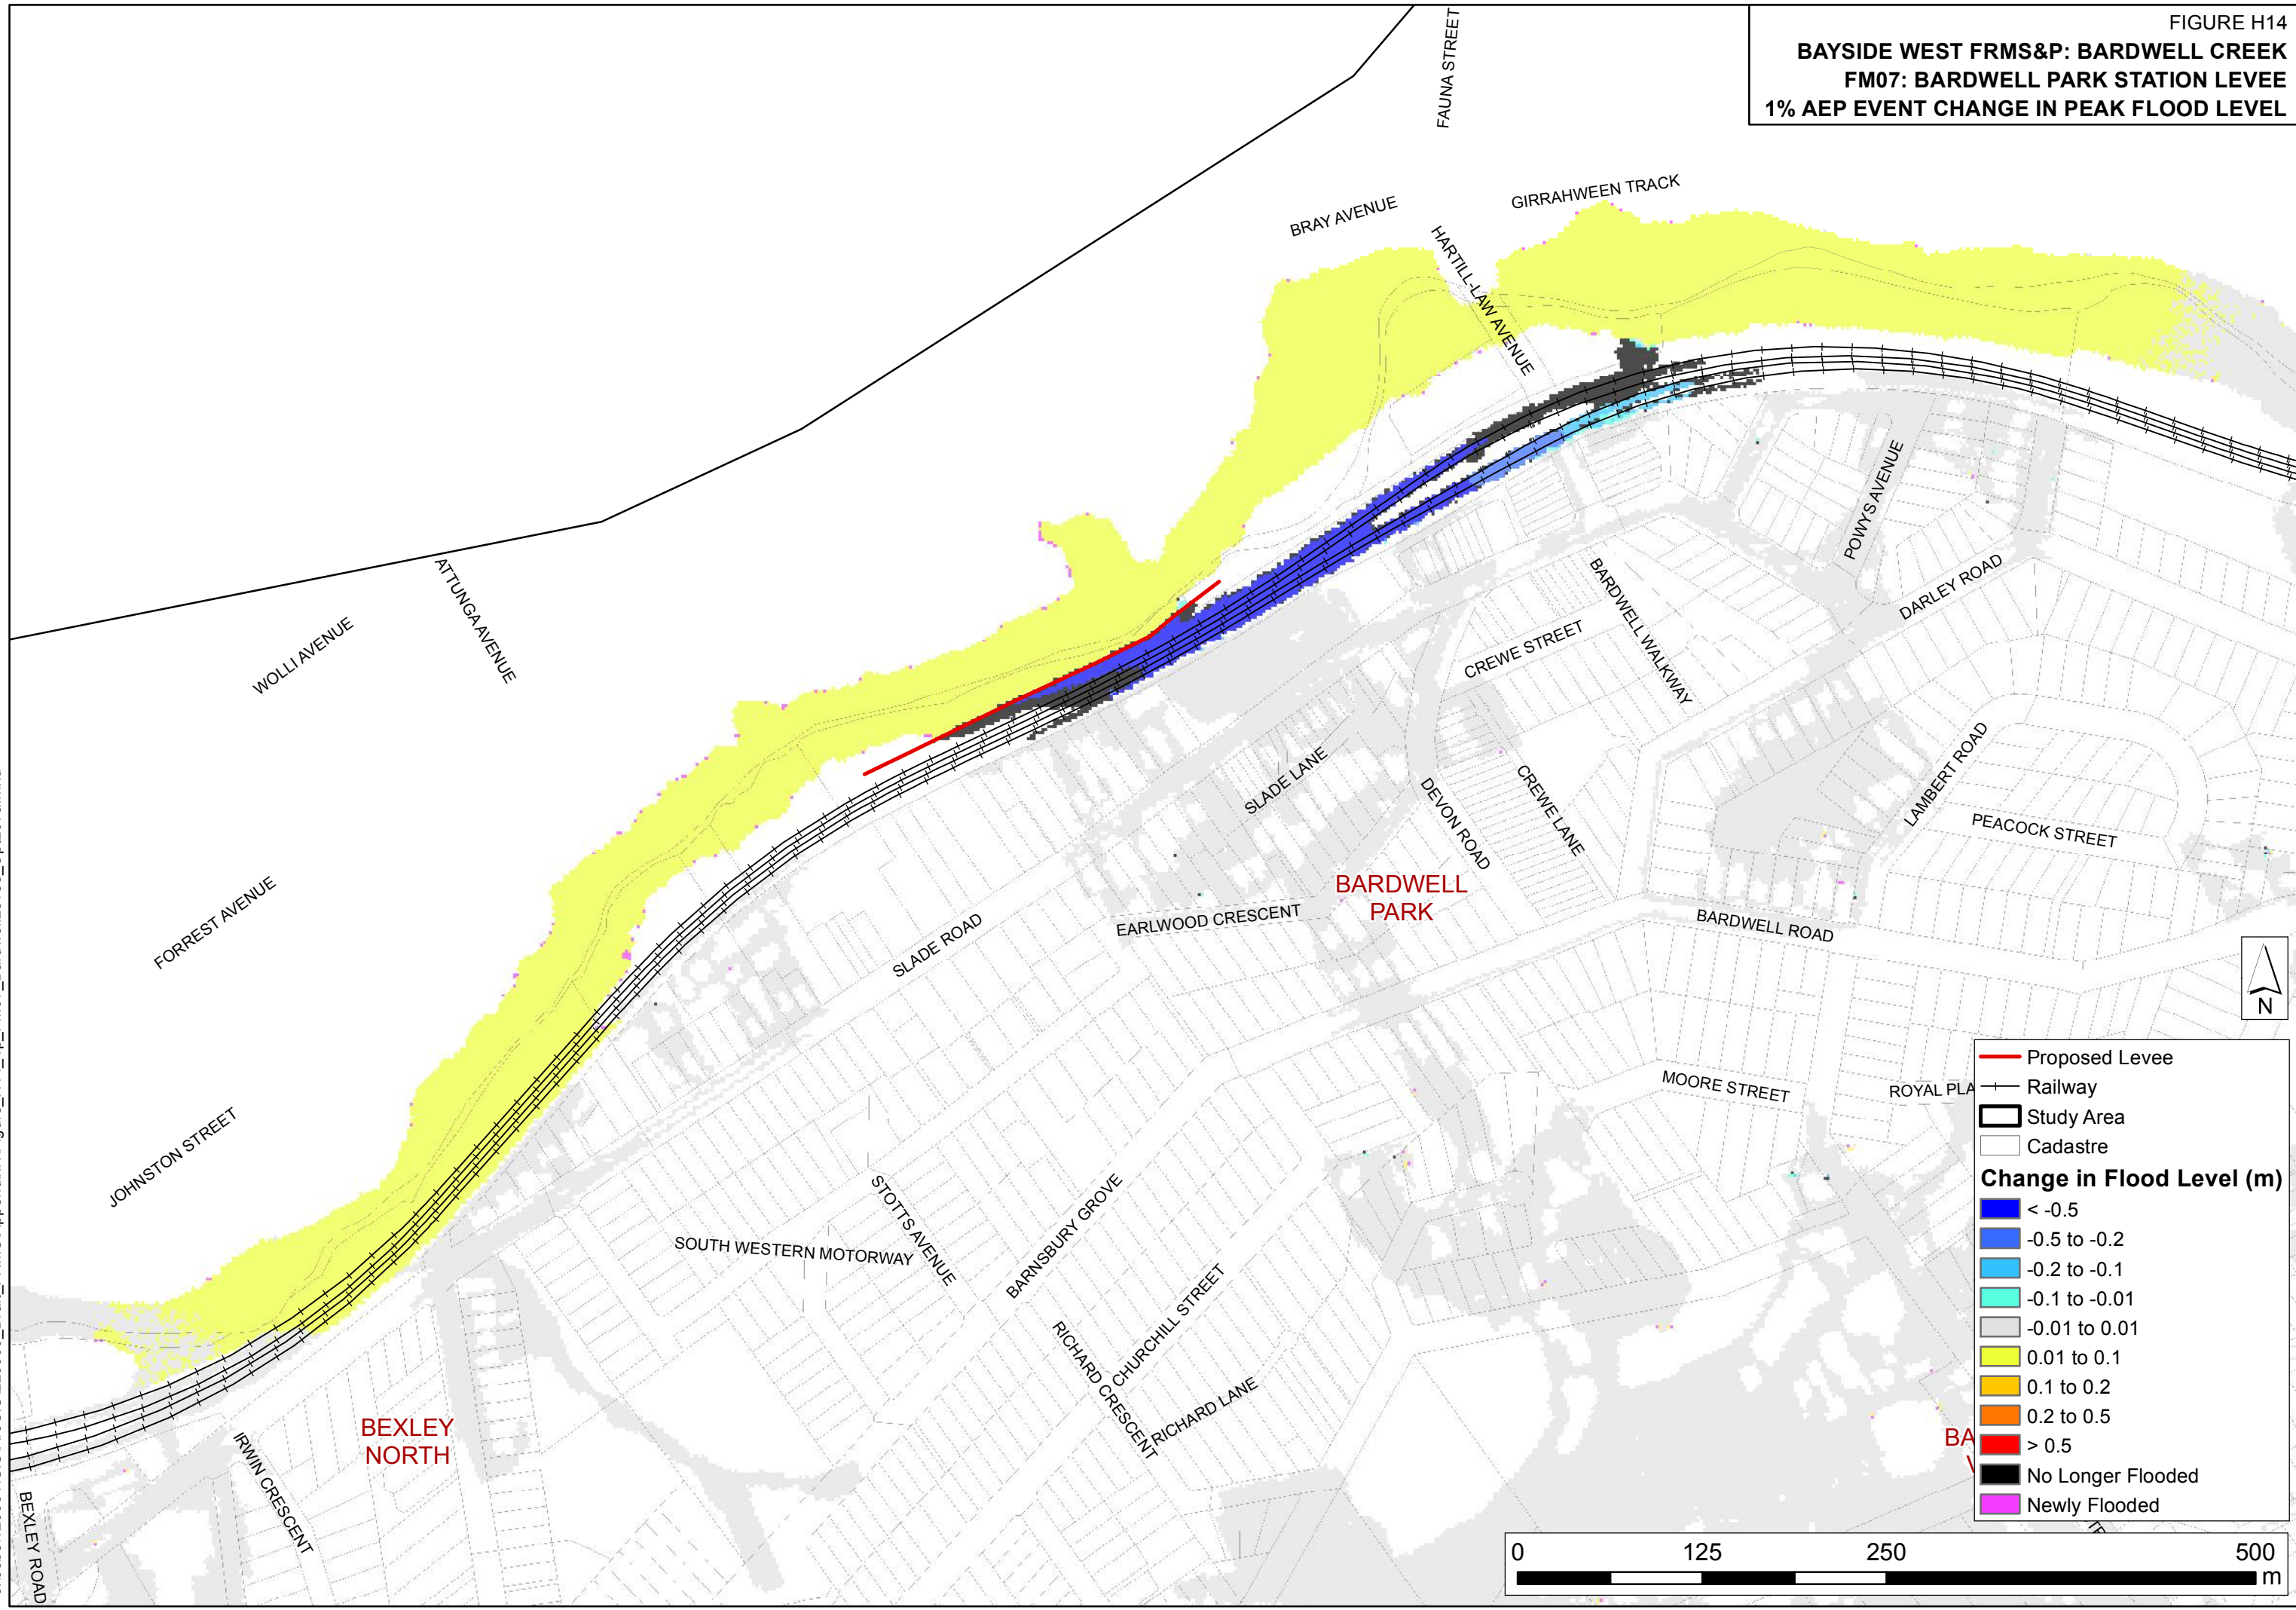 FIGURE H14
BAYSIDE WEST FRMS&P: BARDWELL CREEK
FM07: BARDWELL PARK STATION LEVEE
1% AEP EVENT CHANGE IN PEAK FLOOD LEVEL
FAUNA STREET
GIRRAHWEEN TRACK
BRAY AVENUE
HARTILL-LAW AVENUE
ATTUNGA AVENUE
WOLLI AVENUE
POWYS AVENUE
DARLEY ROAD
BARDWELL WALKWAY
CREWE STREET
SLADE LANE
CREWE LANE
DEVON ROAD
LAMBERT ROAD
PEACOCK STREET
FORREST AVENUE
BARDWELL
PARK
EARLWOOD CRESCENT
SLADE ROAD
BARDWELL ROAD
N
JOHNSTON STREET
MOORE STREET
ROYAL PLA
STOTTS AVENUE
BARNSBURY GROVE
SOUTH WESTERN MOTORWAY
CHURCHILL STREET
RICHARD CRESCENT
RICHARD LANE
BEXLEY
NORTH
IRWIN CRESCENT
BEXLEY ROAD
BA
Proposed Levee
Railway
Study Area
Cadastre
Change in Flood Level (m)
< -0.5
-0.5 to -0.2
-0.2 to -0.1
-0.1 to -0.01
-0.01 to 0.01
0.01 to 0.1
0.1 to 0.2
0.2 to 0.5
> 0.5
No Longer Flooded
Newly Flooded
0 125 250 500
m